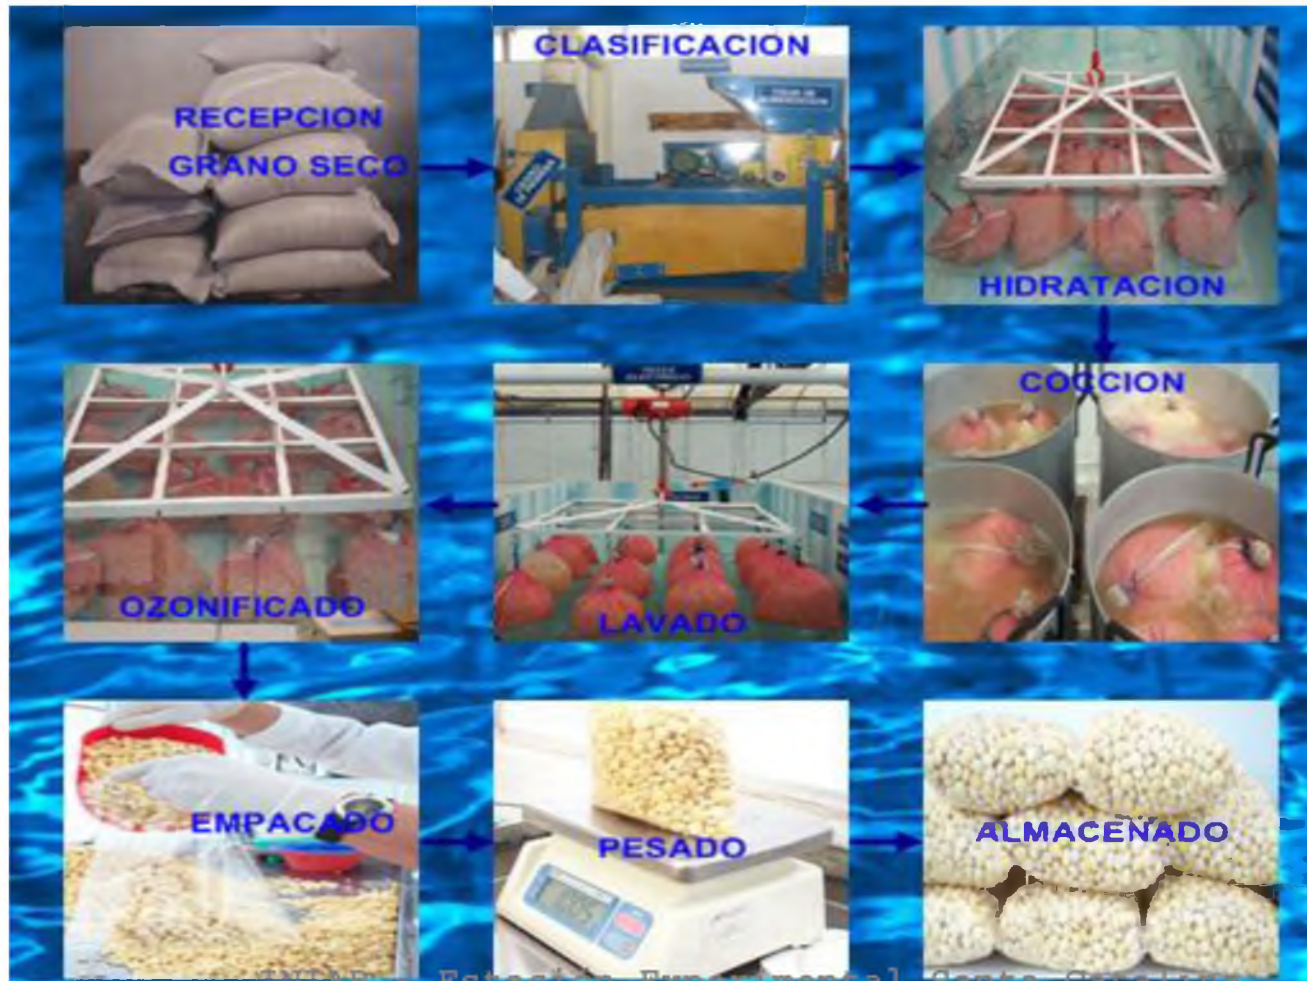 RECEPCION
GRANO SECO
CLASIFICACION
HIDRATACION
COCCION
LAVADO
OZONIFICADO
EMPACADO
PESADO
ALMACENADO